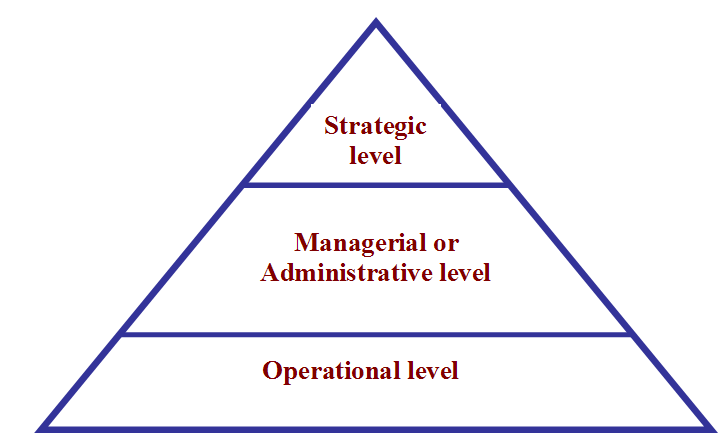 Strategic
level
Managerial or
Administrative level
Operational level